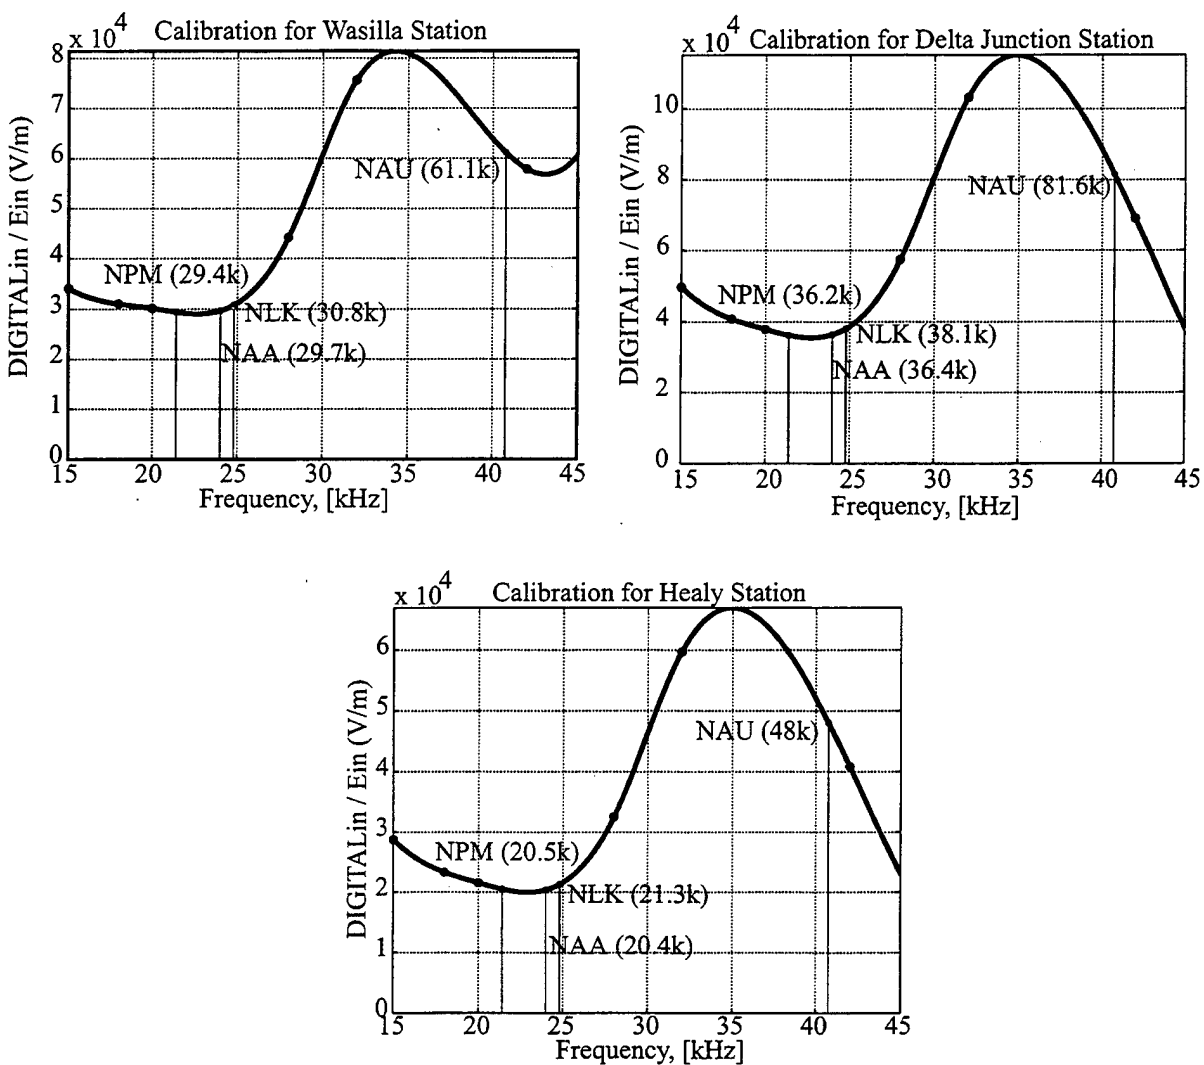 x 10^4 Calibration for Wasilla Station
8
7
6
5
4
3
2
1
0
DIGITALin / Ein (V/m)
NAU (61.1k)
NPM (29.4k)
NLK (30.8k)
NAA (29.7k)
15 20 25 30 35 40 45
Frequency, [kHz]
x 10^4 Calibration for Delta Junction Station
10
8
6
4
2
0
DIGITALin / Ein (V/m)
NAU (81.6k)
NPM (36.2k)
NLK (38.1k)
NAA (36.4k)
15 20 25 30 35 40 45
Frequency, [kHz]
x 10^4 Calibration for Healy Station
6
5
4
3
2
1
0
DIGITALin / Ein (V/m)
NAU (48k)
NPM (20.5k)
NLK (21.3k)
NAA (20.4k)
15 20 25 30 35 40 45
Frequency, [kHz]